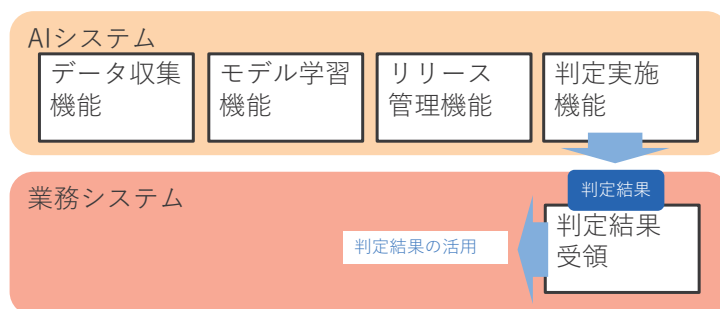 AIシステム
データ収集
機能
モデル学習
機能
リリース
管理機能
判定実施
機能
業務システム
判定結果
判定結果の活用
判定結果
受領